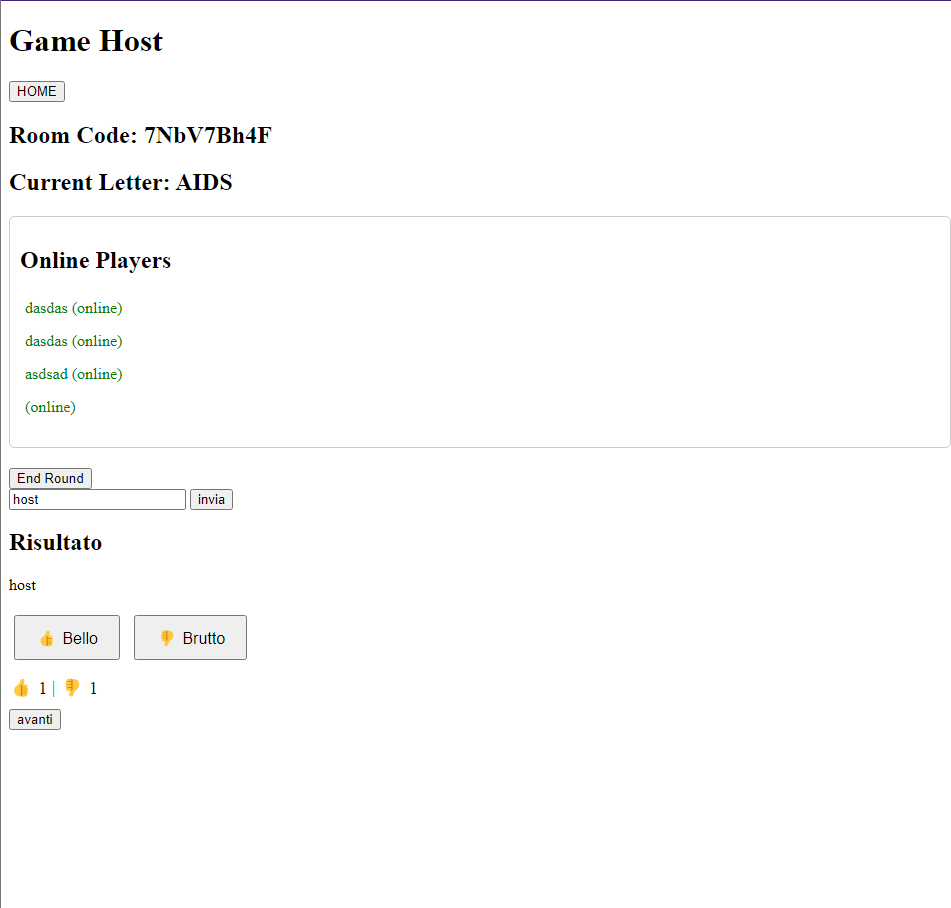 Game Host
HOME
Room Code: 7NbV7Bh4F
Current Letter: AIDS
Online Players
dasdas (online)
dasdas (online)
asdsad (online)
(online)
End Round
host invia
Risultato
host
👍 Bello 👎 Brutto
👍 1 | 👎 1
avanti